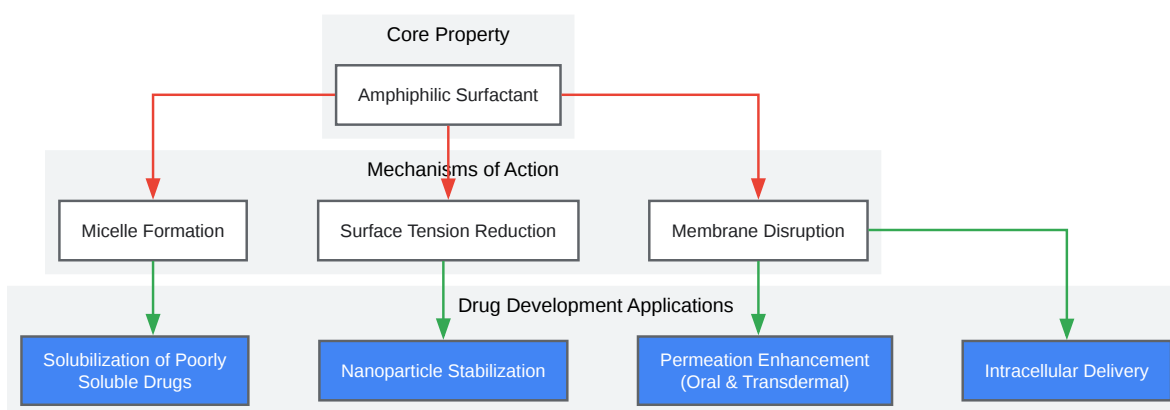 Core Property
Amphiphilic Surfactant
Mechanisms of Action
Micelle Formation
Surface Tension Reduction
Membrane Disruption
Drug Development Applications
Solubilization of Poorly
Soluble Drugs
Nanoparticle Stabilization
Permeation Enhancement
(Oral & Transdermal)
Intracellular Delivery